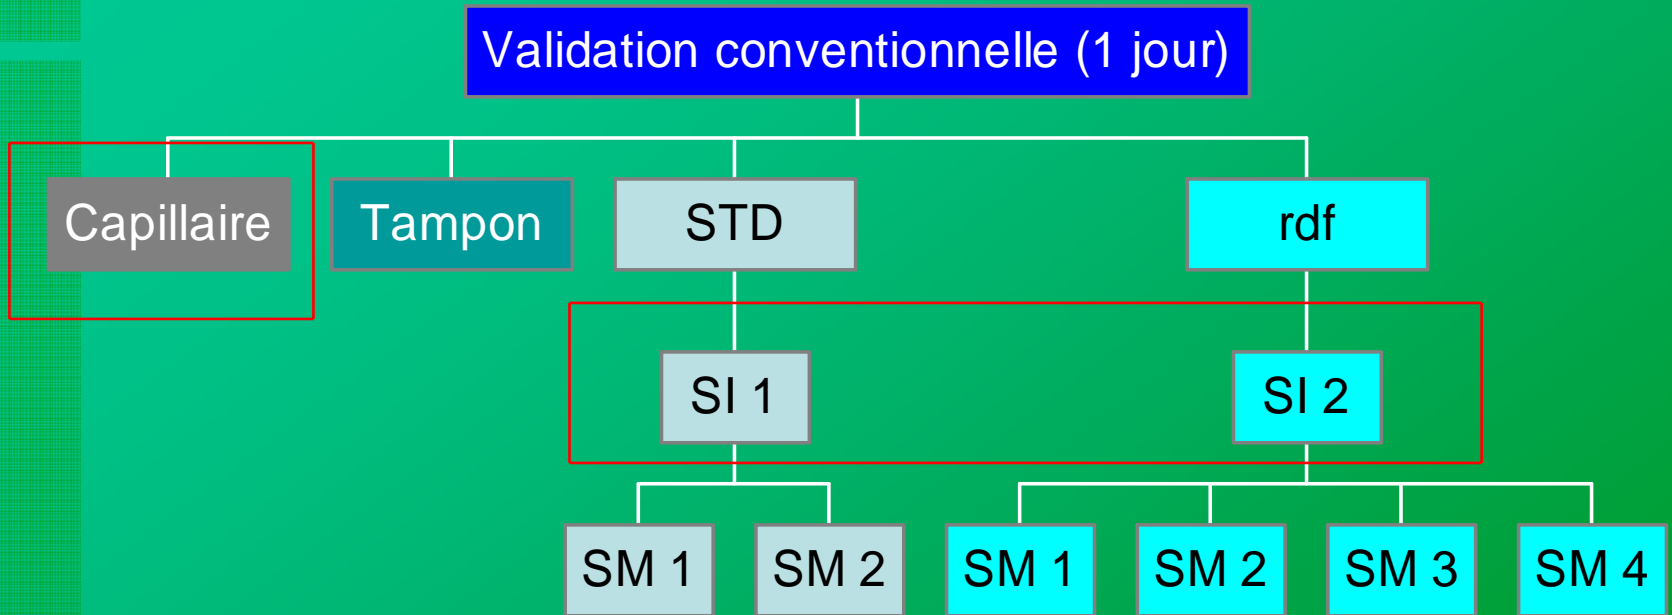 Validation conventionnelle (1 jour)
Capillaire
Tampon
STD
rdf
SI 1
SI 2
SM 1
SM 2
SM 1
SM 2
SM 3
SM 4